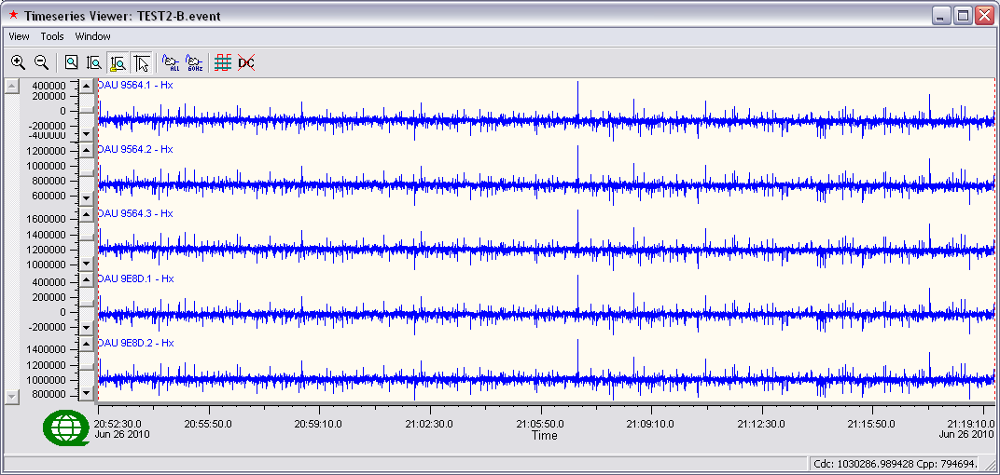 Timeseries Viewer: TEST2-B.event
View Tools Window
ALL 60Hz DC
DAU 9564.1 - Hx
400000
200000
0
-200000
-400000
DAU 9564.2 - Hx
1200000
1000000
800000
600000
DAU 9564.3 - Hx
1600000
1400000
1200000
1000000
DAU 9E8D.1 - Hx
400000
200000
0
-200000
DAU 9E8D.2 - Hx
1400000
1200000
1000000
800000
20:52:30.0 20:55:50.0 20:59:10.0 21:02:30.0 21:05:50.0 21:09:10.0 21:12:30.0 21:15:50.0 21:19:10.0
Jun 26 2010 Time Jun 26 2010
Cdc: 1030286.989428 Cpp: 794694.